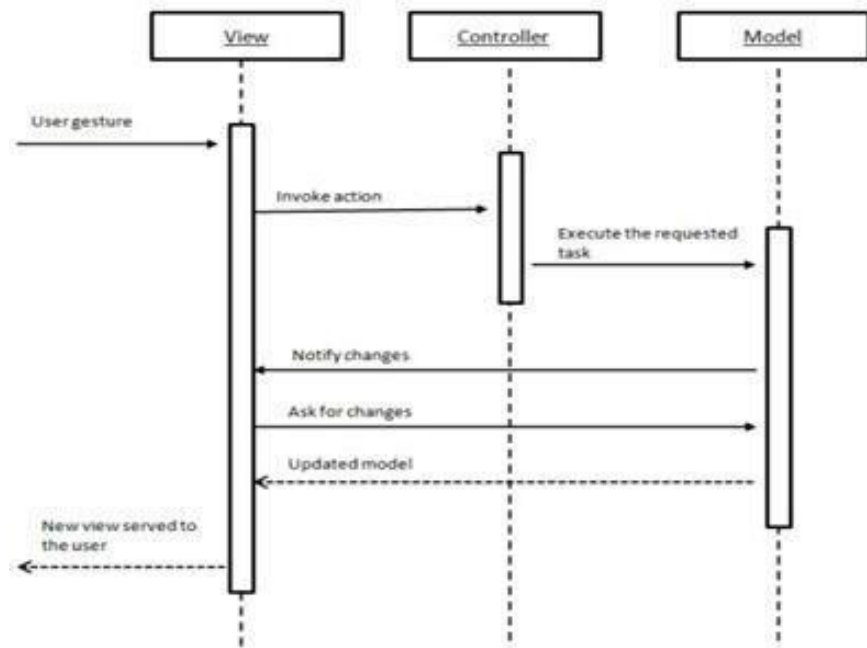 View
Controller
Model
User gesture
Invoke action
Execute the requested
task
Notify changes
Ask for changes
Updated model
New view served to
the user